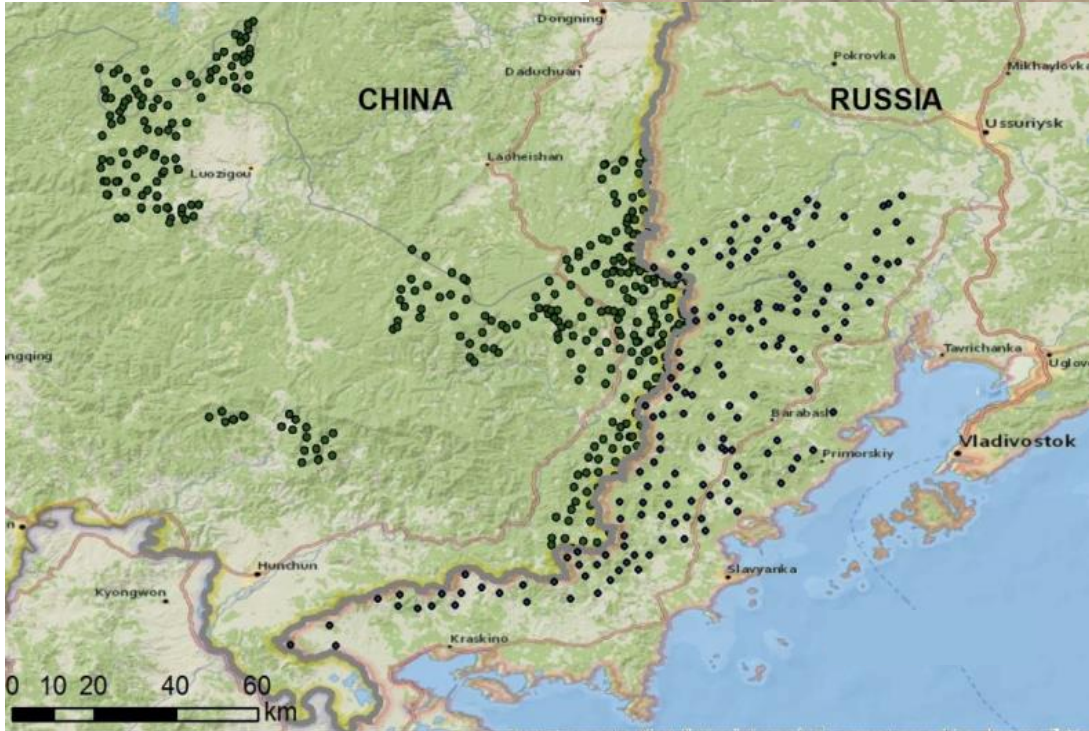 Dongning
Pokrovka
Mikhaylovka
Daduchuan
CHINA
RUSSIA
Ussuriysk
Laoheishan
Luozigou
Tavrichanka
Uglov
ngqing
Barabash
Vladivostok
Primorskiy
n
Hunchun
Slavyanka
Kyongwon
Kraskino
0 10 20 40 60
km